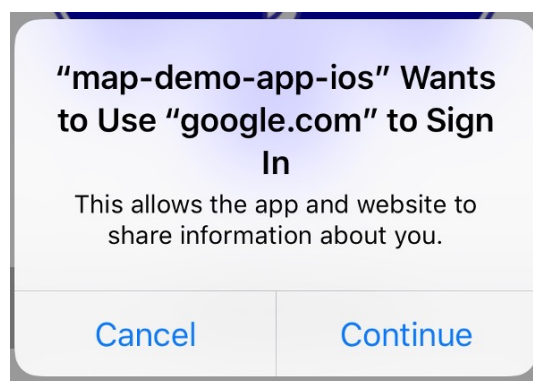 “map-demo-app-ios” Wants
to Use “google.com” to Sign
In
This allows the app and website to
share information about you.
Cancel
Continue